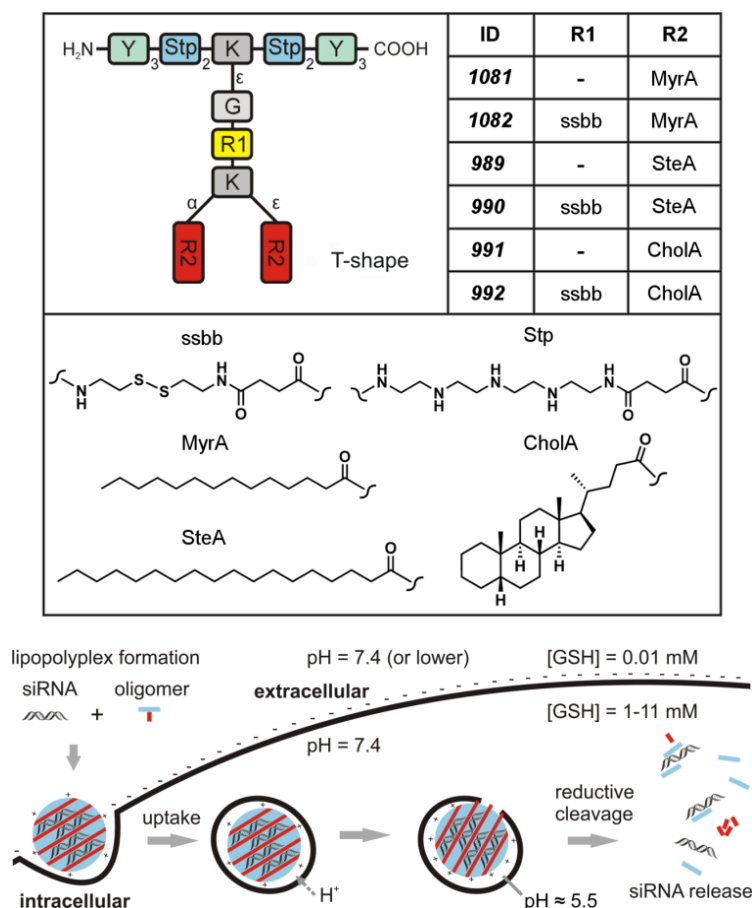 H₂N Y 3 Stp 2 K Stp 2 Y 3 COOH
ε
G
R1
K
α ε
R2 R2
T-shape
ID R1 R2
1081 - MyrA
1082 ssbb MyrA
989 - SteA
990 ssbb SteA
991 - CholA
992 ssbb CholA
ssbb Stp
N H S S H N O O
H N N H H N N H H N O O
MyrA CholA
O O
H H H H
SteA
O
lipopolyplex formation
siRNA + oligomer
pH = 7.4 (or lower) [GSH] = 0.01 mM
extracellular
[GSH] = 1-11 mM
pH = 7.4
uptake
reductive
cleavage
H⁺
intracellular
pH ≈ 5.5
siRNA release